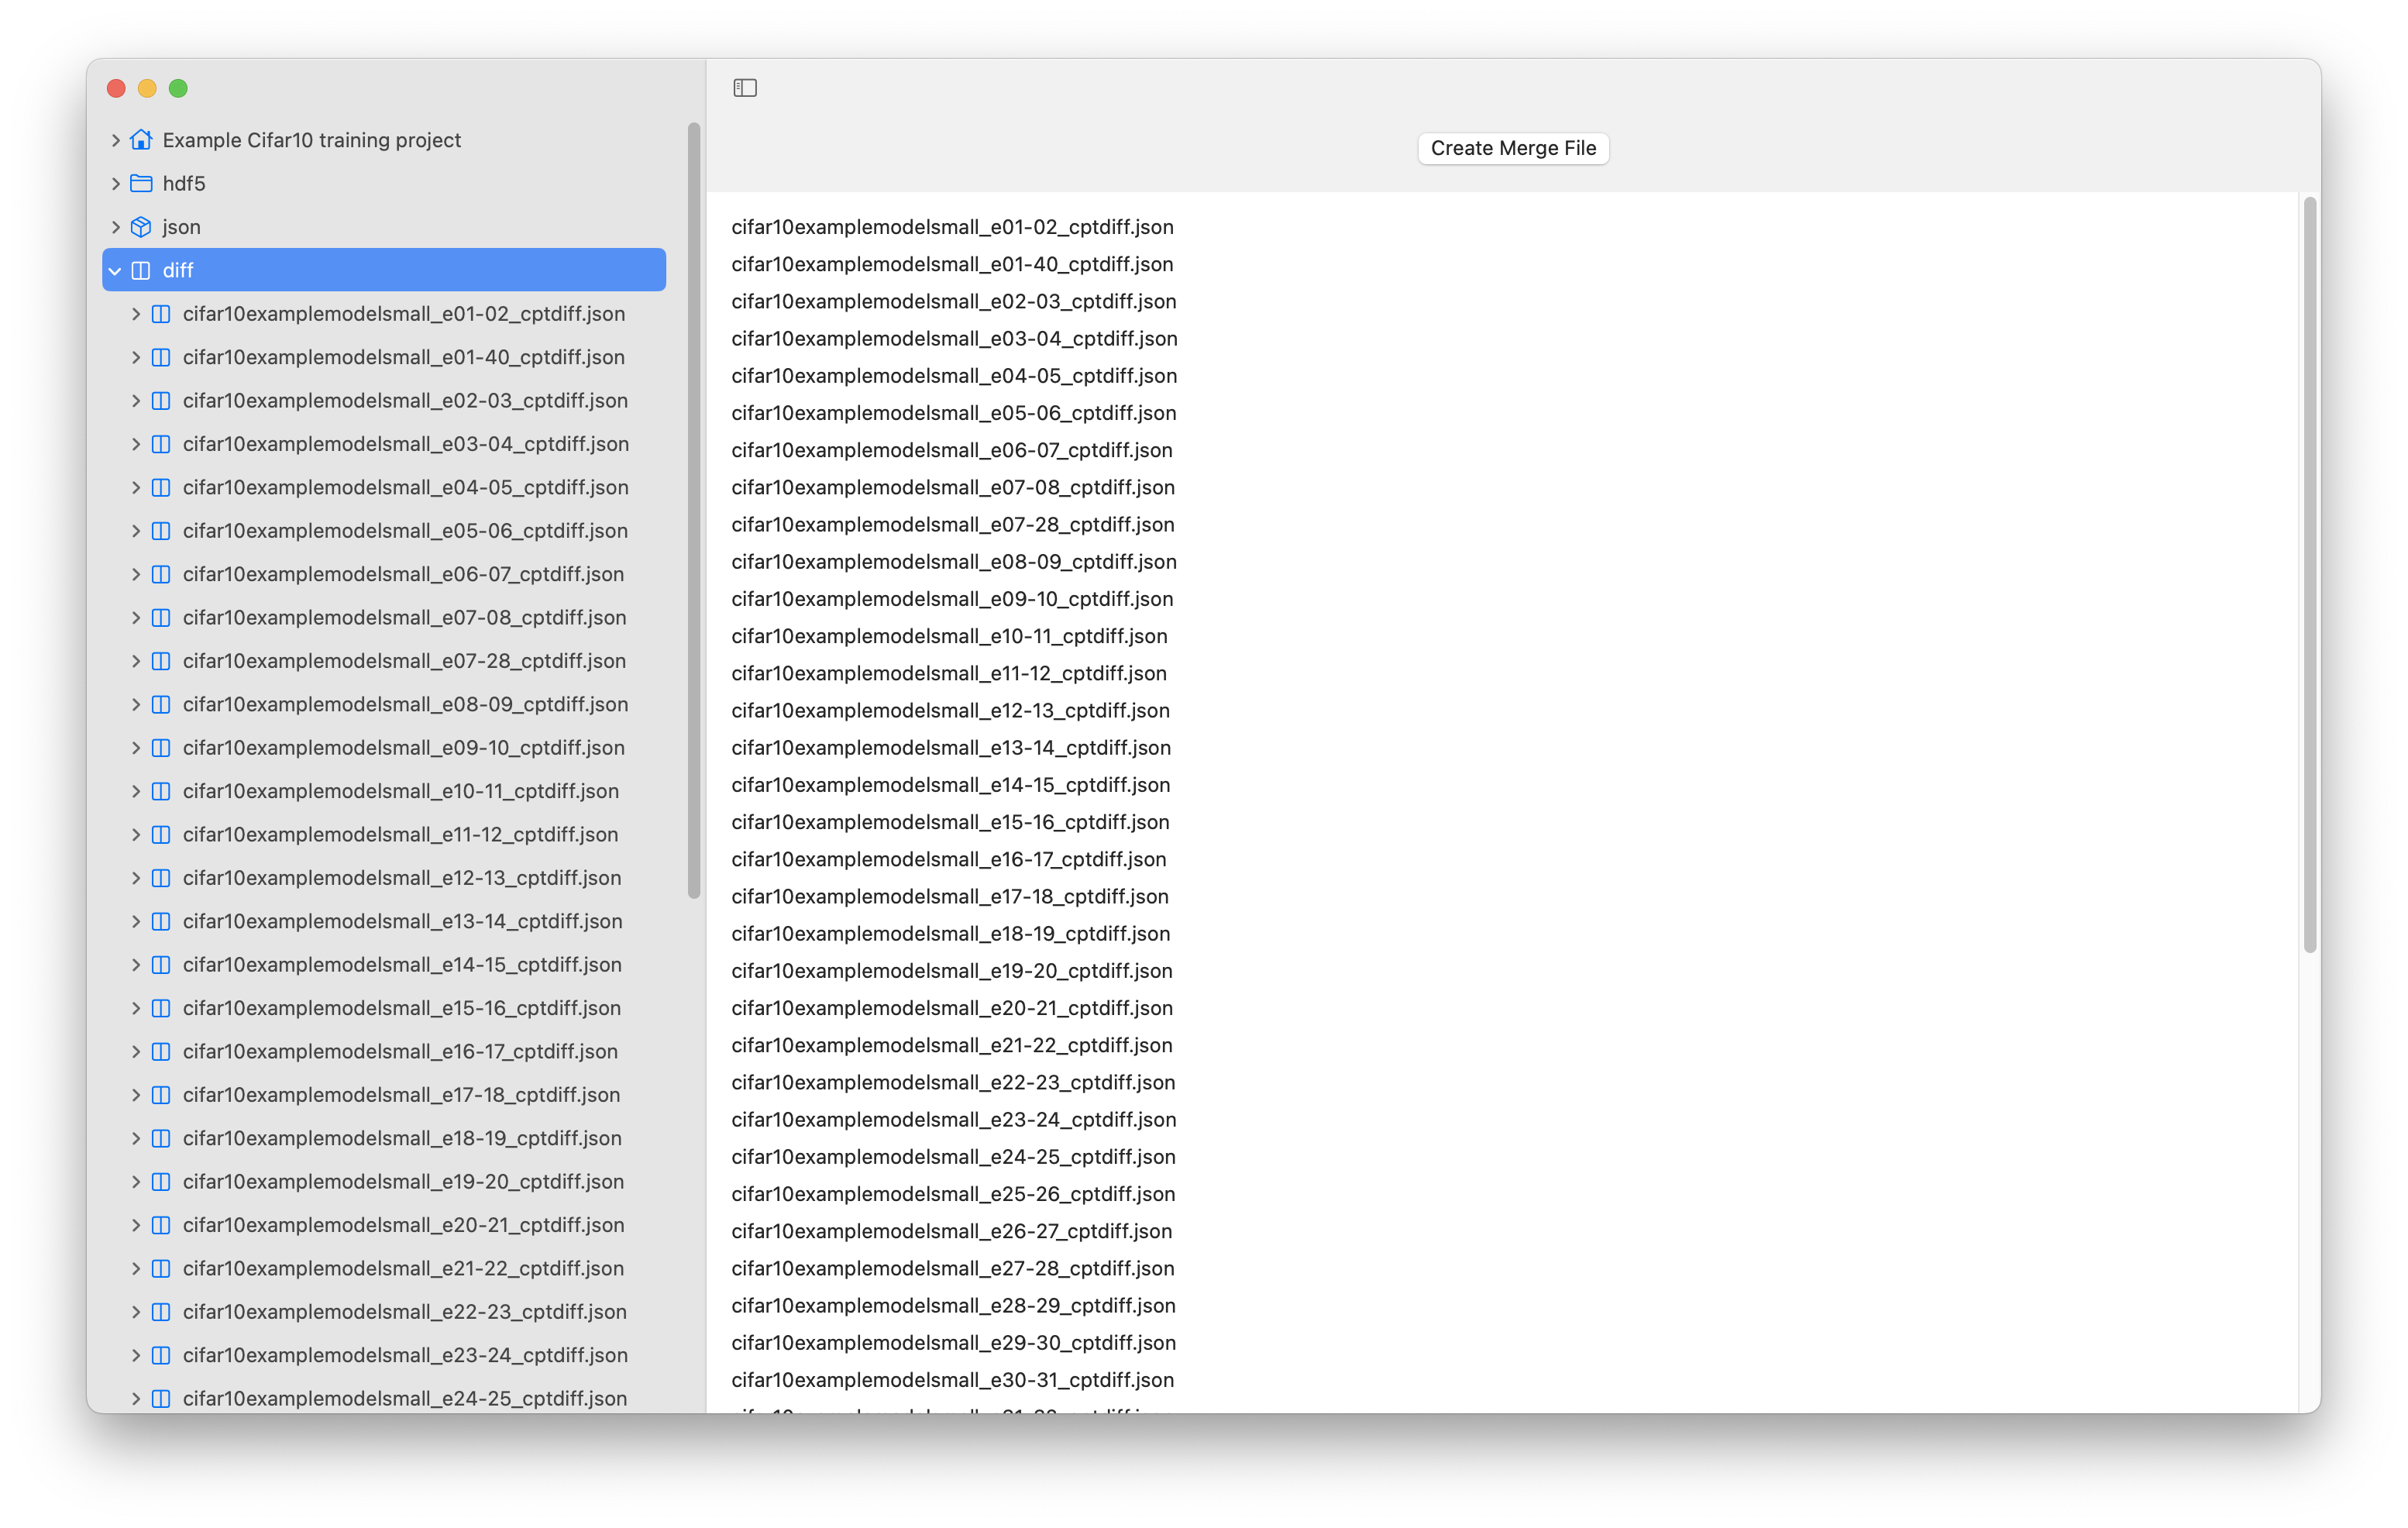 Example Cifar10 training project
hdf5
json
diff
cifar10examplemodelsmall_e01-02_cptdiff.json
cifar10examplemodelsmall_e01-40_cptdiff.json
cifar10examplemodelsmall_e02-03_cptdiff.json
cifar10examplemodelsmall_e03-04_cptdiff.json
cifar10examplemodelsmall_e04-05_cptdiff.json
cifar10examplemodelsmall_e05-06_cptdiff.json
cifar10examplemodelsmall_e06-07_cptdiff.json
cifar10examplemodelsmall_e07-08_cptdiff.json
cifar10examplemodelsmall_e07-28_cptdiff.json
cifar10examplemodelsmall_e08-09_cptdiff.json
cifar10examplemodelsmall_e09-10_cptdiff.json
cifar10examplemodelsmall_e10-11_cptdiff.json
cifar10examplemodelsmall_e11-12_cptdiff.json
cifar10examplemodelsmall_e12-13_cptdiff.json
cifar10examplemodelsmall_e13-14_cptdiff.json
cifar10examplemodelsmall_e14-15_cptdiff.json
cifar10examplemodelsmall_e15-16_cptdiff.json
cifar10examplemodelsmall_e16-17_cptdiff.json
cifar10examplemodelsmall_e17-18_cptdiff.json
cifar10examplemodelsmall_e18-19_cptdiff.json
cifar10examplemodelsmall_e19-20_cptdiff.json
cifar10examplemodelsmall_e20-21_cptdiff.json
cifar10examplemodelsmall_e21-22_cptdiff.json
cifar10examplemodelsmall_e22-23_cptdiff.json
cifar10examplemodelsmall_e23-24_cptdiff.json
cifar10examplemodelsmall_e24-25_cptdiff.json
Create Merge File
cifar10examplemodelsmall_e01-02_cptdiff.json
cifar10examplemodelsmall_e01-40_cptdiff.json
cifar10examplemodelsmall_e02-03_cptdiff.json
cifar10examplemodelsmall_e03-04_cptdiff.json
cifar10examplemodelsmall_e04-05_cptdiff.json
cifar10examplemodelsmall_e05-06_cptdiff.json
cifar10examplemodelsmall_e06-07_cptdiff.json
cifar10examplemodelsmall_e07-08_cptdiff.json
cifar10examplemodelsmall_e07-28_cptdiff.json
cifar10examplemodelsmall_e08-09_cptdiff.json
cifar10examplemodelsmall_e09-10_cptdiff.json
cifar10examplemodelsmall_e10-11_cptdiff.json
cifar10examplemodelsmall_e11-12_cptdiff.json
cifar10examplemodelsmall_e12-13_cptdiff.json
cifar10examplemodelsmall_e13-14_cptdiff.json
cifar10examplemodelsmall_e14-15_cptdiff.json
cifar10examplemodelsmall_e15-16_cptdiff.json
cifar10examplemodelsmall_e16-17_cptdiff.json
cifar10examplemodelsmall_e17-18_cptdiff.json
cifar10examplemodelsmall_e18-19_cptdiff.json
cifar10examplemodelsmall_e19-20_cptdiff.json
cifar10examplemodelsmall_e20-21_cptdiff.json
cifar10examplemodelsmall_e21-22_cptdiff.json
cifar10examplemodelsmall_e22-23_cptdiff.json
cifar10examplemodelsmall_e23-24_cptdiff.json
cifar10examplemodelsmall_e24-25_cptdiff.json
cifar10examplemodelsmall_e25-26_cptdiff.json
cifar10examplemodelsmall_e26-27_cptdiff.json
cifar10examplemodelsmall_e27-28_cptdiff.json
cifar10examplemodelsmall_e28-29_cptdiff.json
cifar10examplemodelsmall_e29-30_cptdiff.json
cifar10examplemodelsmall_e30-31_cptdiff.json